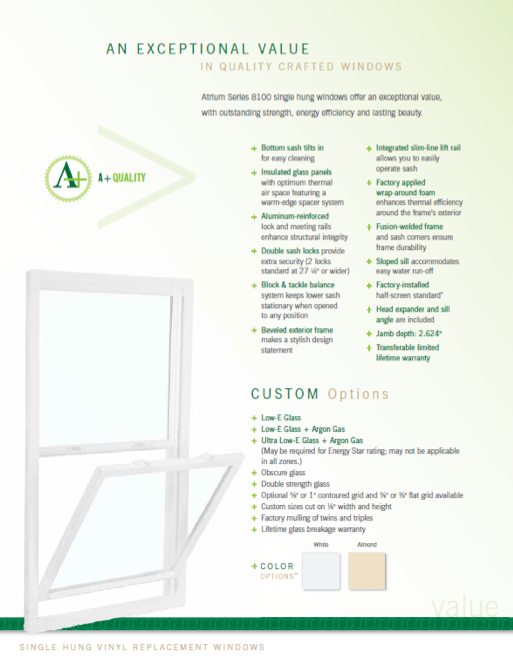 AN EXCEPTIONAL VALUE
IN QUALITY CRAFTED WINDOWS
Atrium Series 8100 single hung windows offer an exceptional value,
with outstanding strength, energy efficiency and lasting beauty.
A+
A+QUALITY
+ Bottom sash tilts in
for easy cleaning
+ Insulated glass panels
with optimum thermal
air space featuring a
warm-edge spacer system
+ Aluminum-reinforced
lock and meeting rails
enhance structural integrity
+ Double sash locks provide
extra security (2 locks
standard at 27 ¼" or wider)
+ Block & tackle balance
system keeps lower sash
stationary when opened
to any position
+ Beveled exterior frame
makes a stylish design
statement
+ Integrated slim-line lift rail
allows you to easily
operate sash
+ Factory applied
wrap-around foam
enhances thermal efficiency
around the frame's exterior
+ Fusion-welded frame
and sash corners ensure
frame durability
+ Sloped sill accommodates
easy water run-off
+ Factory-installed
half-screen standard*
+ Head expander and sill
angle are included
+ Jamb depth: 2.624"
+ Transferable limited
lifetime warranty
CUSTOM Options
+ Low-E Glass
+ Low-E Glass + Argon Gas
+ Ultra Low-E Glass + Argon Gas
(May be required for Energy Star rating; may not be applicable
in all zones.)
+ Obscure glass
+ Double strength glass
+ Optional or 1" contoured grid and or flat grid available
+ Custom sizes cut on width and height
+ Factory mulling of twins and triples
+ Lifetime glass breakage warranty
White Almond
+ COLOR
OPTIONS
value
SINGLE HUNG VINYL REPLACEMENT WINDOWS